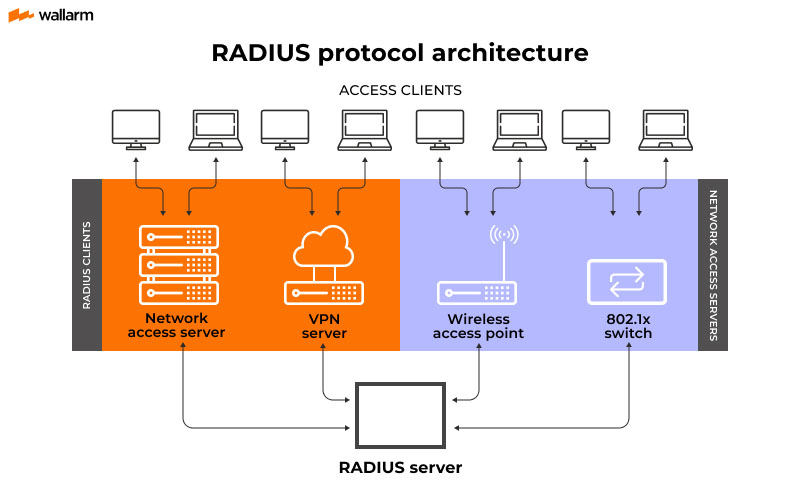 wallarm
RADIUS protocol architecture
ACCESS CLIENTS
RADIUS CLIENTS
NETWORK ACCESS SERVERS
Network
access server
VPN
server
Wireless
access point
802.1x
switch
RADIUS server